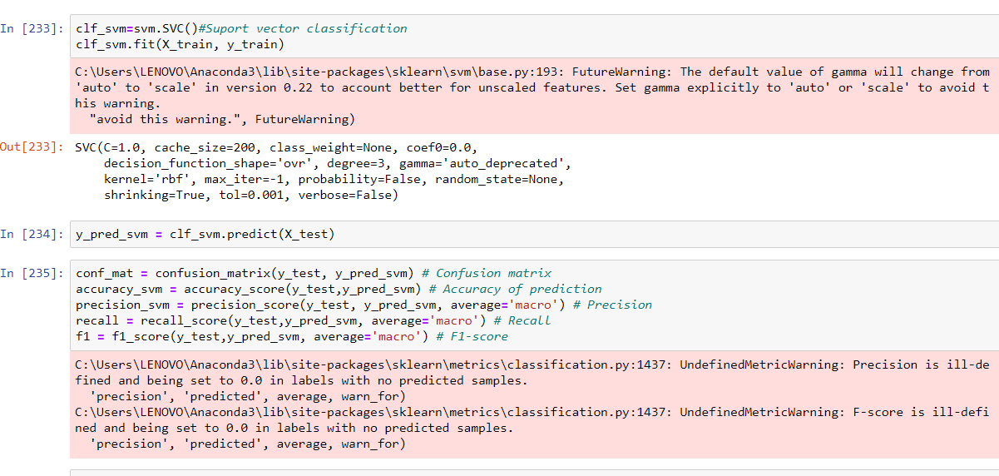 In [233]: clf_svm=svm.SVC()#Suport vector classification
clf_svm.fit(X_train, y_train)
C:\Users\LENOVO\Anaconda3\lib\site-packages\sklearn\svm\base.py:193: FutureWarning: The default value of gamma will change from
'auto' to 'scale' in version 0.22 to account better for unscaled features. Set gamma explicitly to 'auto' or 'scale' to avoid t
his warning.
"avoid this warning.", FutureWarning)
Out[233]: SVC(C=1.0, cache_size=200, class_weight=None, coef0=0.0,
decision_function_shape='ovr', degree=3, gamma='auto_deprecated',
kernel='rbf', max_iter=-1, probability=False, random_state=None,
shrinking=True, tol=0.001, verbose=False)
In [234]: y_pred_svm = clf_svm.predict(X_test)
In [235]: conf_mat = confusion_matrix(y_test, y_pred_svm) # Confusion matrix
accuracy_svm = accuracy_score(y_test,y_pred_svm) # Accuracy of prediction
precision_svm = precision_score(y_test, y_pred_svm, average='macro') # Precision
recall = recall_score(y_test,y_pred_svm, average='macro') # Recall
f1 = f1_score(y_test,y_pred_svm, average='macro') # F1-score
C:\Users\LENOVO\Anaconda3\lib\site-packages\sklearn\metrics\classification.py:1437: UndefinedMetricWarning: Precision is ill-de
fined and being set to 0.0 in labels with no predicted samples.
'precision', 'predicted', average, warn_for)
C:\Users\LENOVO\Anaconda3\lib\site-packages\sklearn\metrics\classification.py:1437: UndefinedMetricWarning: F-score is ill-defi
ned and being set to 0.0 in labels with no predicted samples.
'precision', 'predicted', average, warn_for)